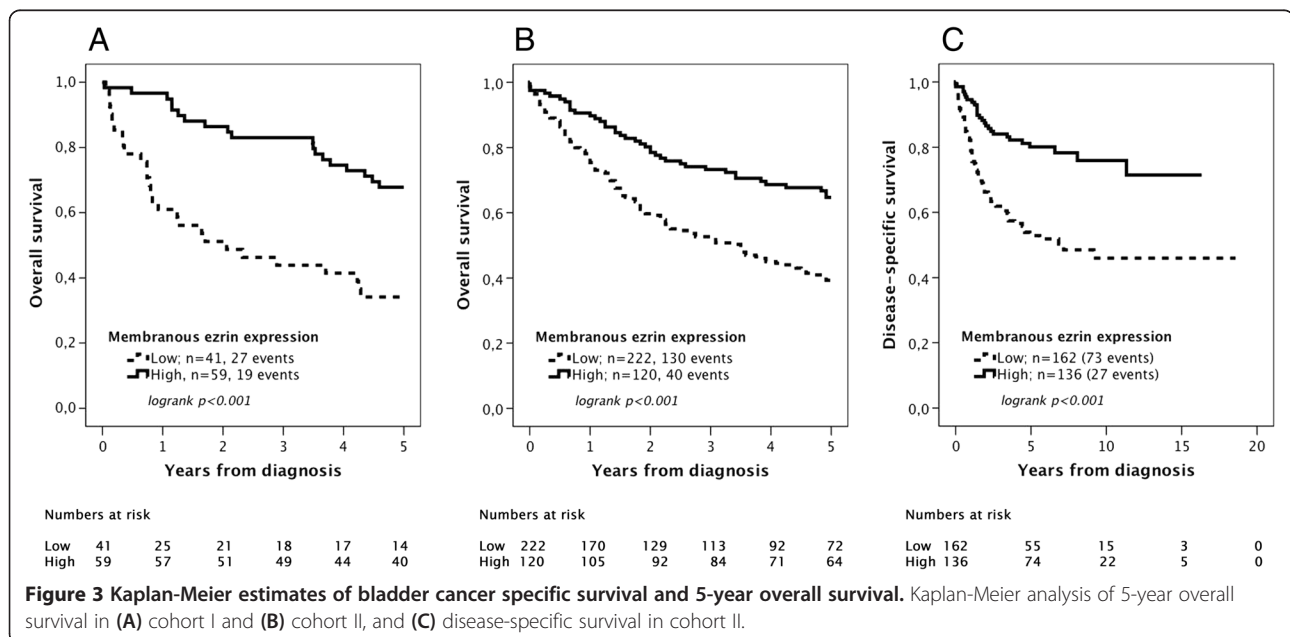 A
Overall survival
1,0
0,8
0,6
0,4
0,2
0,0
Membranous ezrin expression
Low; n=41, 27 events
High, n=59, 19 events
logrank p<0.001
0 1 2 3 4 5
Years from diagnosis
Numbers at risk
Low 41 25 21 18 17 14
High 59 57 51 49 44 40
B
Overall survival
1,0
0,8
0,6
0,4
0,2
0,0
Membranous ezrin expression
Low; n=222, 130 events
High; n=120, 40 events
logrank p<0.001
0 1 2 3 4 5
Years from diagnosis
Numbers at risk
Low 222 170 129 113 92 72
High 120 105 92 84 71 64
C
Disease-specific survival
1,0
0,8
0,6
0,4
0,2
0,0
Membranous ezrin expression
Low; n=162 (73 events)
High; n=136 (27 events)
logrank p<0.001
0 5 10 15 20
Years from diagnosis
Numbers at risk
Low 162 55 15 3 0
High 136 74 22 5 0
Figure 3 Kaplan-Meier estimates of bladder cancer specific survival and 5-year overall survival. Kaplan-Meier analysis of 5-year overall
survival in (A) cohort I and (B) cohort II, and (C) disease-specific survival in cohort II.